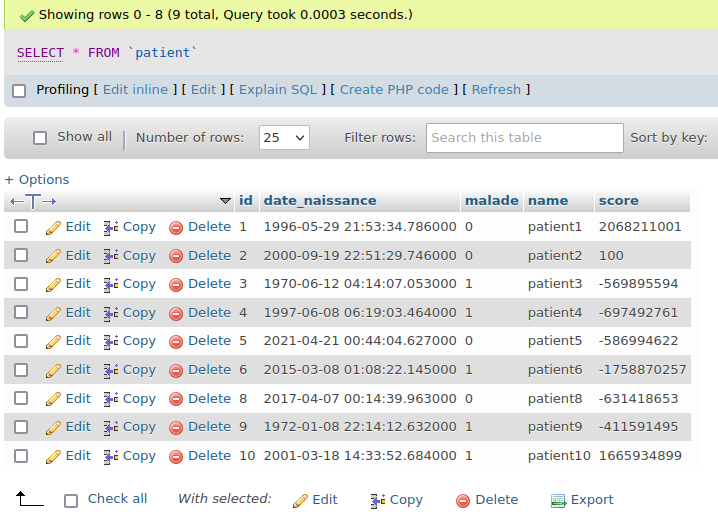 Showing rows 0 - 8 (9 total, Query took 0.0003 seconds.)
SELECT * FROM `patient`
Profiling [ Edit inline ] [ Edit ] [ Explain SQL ] [ Create PHP code ] [ Refresh ]
Show all Number of rows: 25 Filter rows: Search this table Sort by key:
+ Options
←T→ id date_naissance malade name score
Edit Copy Delete 1 1996-05-29 21:53:34.786000 0 patient1 2068211001
Edit Copy Delete 2 2000-09-19 22:51:29.746000 0 patient2 100
Edit Copy Delete 3 1970-06-12 04:14:07.053000 1 patient3 -569895594
Edit Copy Delete 4 1997-06-08 06:19:03.464000 1 patient4 -697492761
Edit Copy Delete 5 2021-04-21 00:44:04.627000 0 patient5 -586994622
Edit Copy Delete 6 2015-03-08 01:08:22.145000 1 patient6 -1758870257
Edit Copy Delete 8 2017-04-07 00:14:39.963000 0 patient8 -631418653
Edit Copy Delete 9 1972-01-08 22:14:12.632000 1 patient9 -411591495
Edit Copy Delete 10 2001-03-18 14:33:52.684000 1 patient10 1665934899
Check all With selected: Edit Copy Delete Export